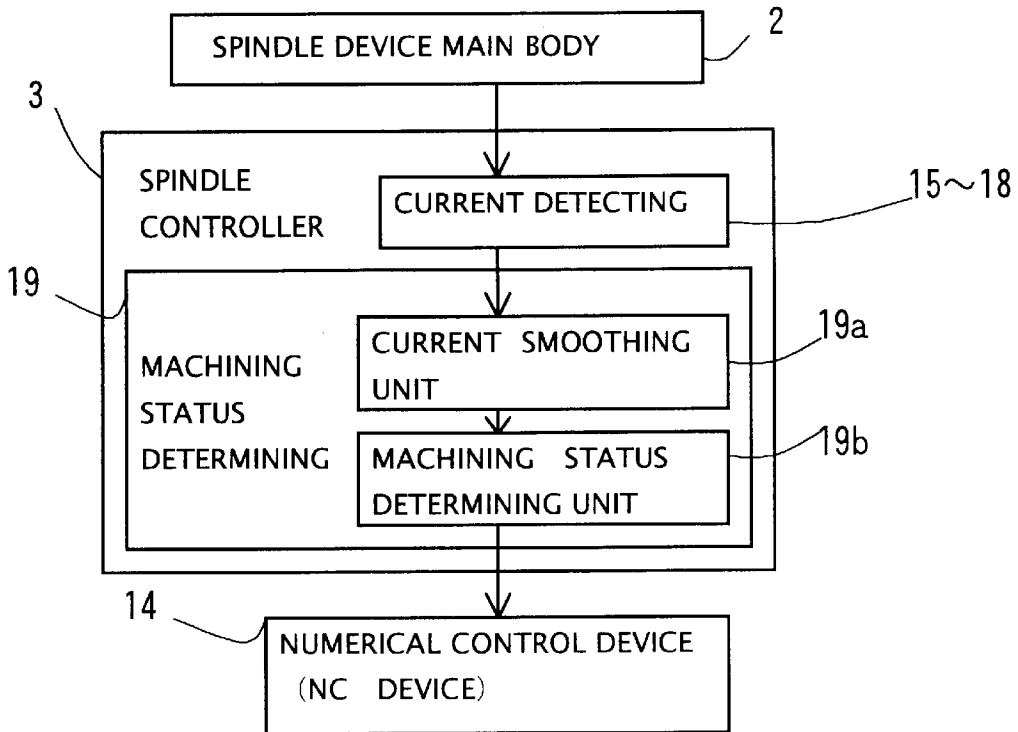 SPINDLE DEVICE MAIN BODY
2
3
SPINDLE
CONTROLLER
CURRENT DETECTING
15~18
19
MACHINING
STATUS
DETERMINING
CURRENT SMOOTHING
UNIT
19a
MACHINING STATUS
DETERMINING UNIT
19b
14
NUMERICAL CONTROL DEVICE
(NC DEVICE)